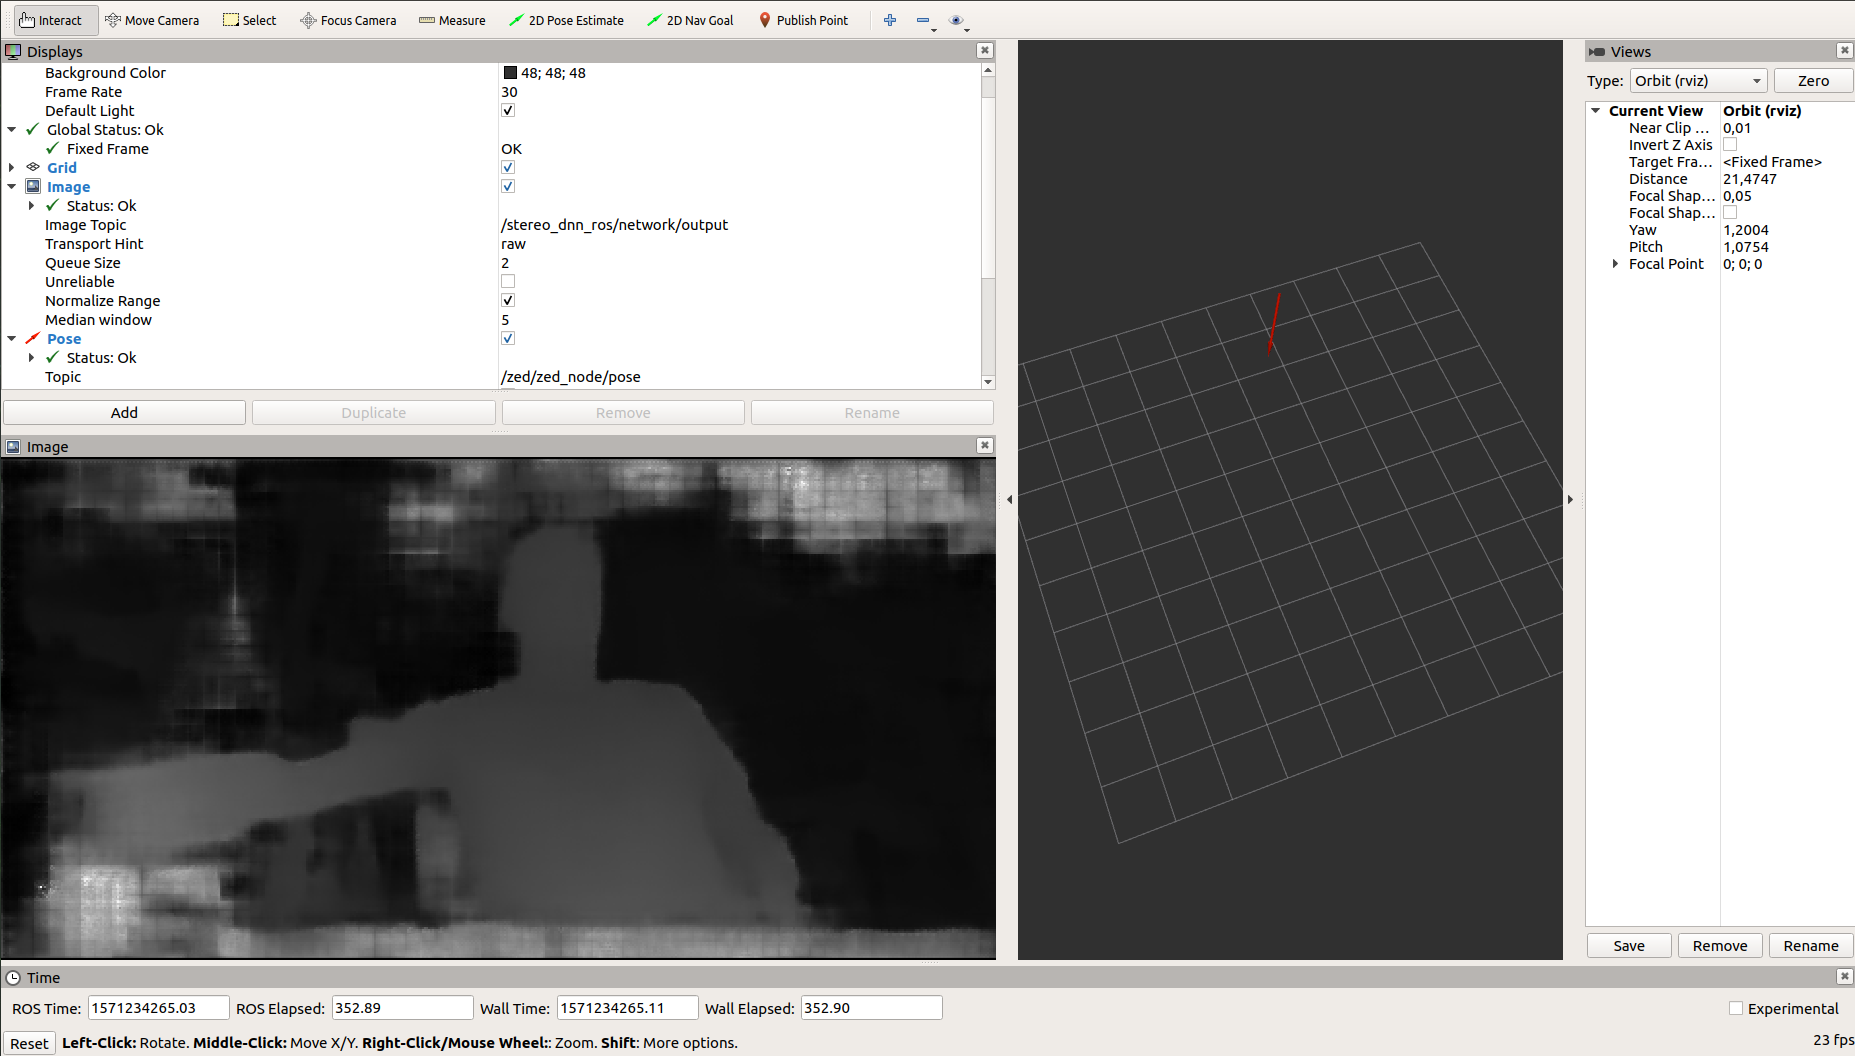 Interact Move Camera Select Focus Camera Measure 2D Pose Estimate 2D Nav Goal Publish Point
Displays
Background Color 48; 48; 48
Frame Rate 30
Default Light
Global Status: Ok
Fixed Frame OK
Grid
Image
Status: Ok
Image Topic /stereo_dnn_ros/network/output
Transport Hint raw
Queue Size 2
Unreliable
Normalize Range
Median window 5
Pose
Status: Ok
Topic /zed/zed_node/pose
Add Duplicate Remove Rename
Image
Views
Type: Orbit (rviz) Zero
Current View Orbit (rviz)
Near Clip ... 0,01
Invert Z Axis
Target Fra... <Fixed Frame>
Distance 21,4747
Focal Shap... 0,05
Focal Shap...
Yaw 1,2004
Pitch 1,0754
Focal Point 0; 0; 0
Save Remove Rename
Time
ROS Time: 1571234265.03 ROS Elapsed: 352.89 Wall Time: 1571234265.11 Wall Elapsed: 352.90 Experimental
Reset Left-Click: Rotate. Middle-Click: Move X/Y. Right-Click/Mouse Wheel:: Zoom. Shift: More options. 23 fps